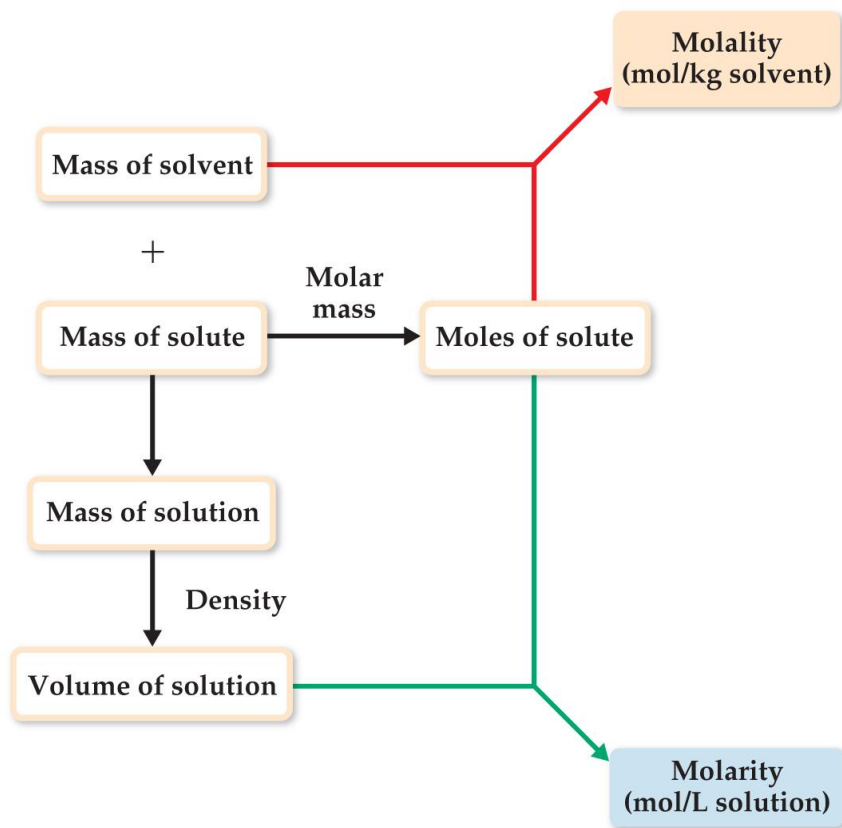 Molality
(mol/kg solvent)
Mass of solvent
+
Molar
mass
Mass of solute
Moles of solute
Mass of solution
Density
Volume of solution
Molarity
(mol/L solution)